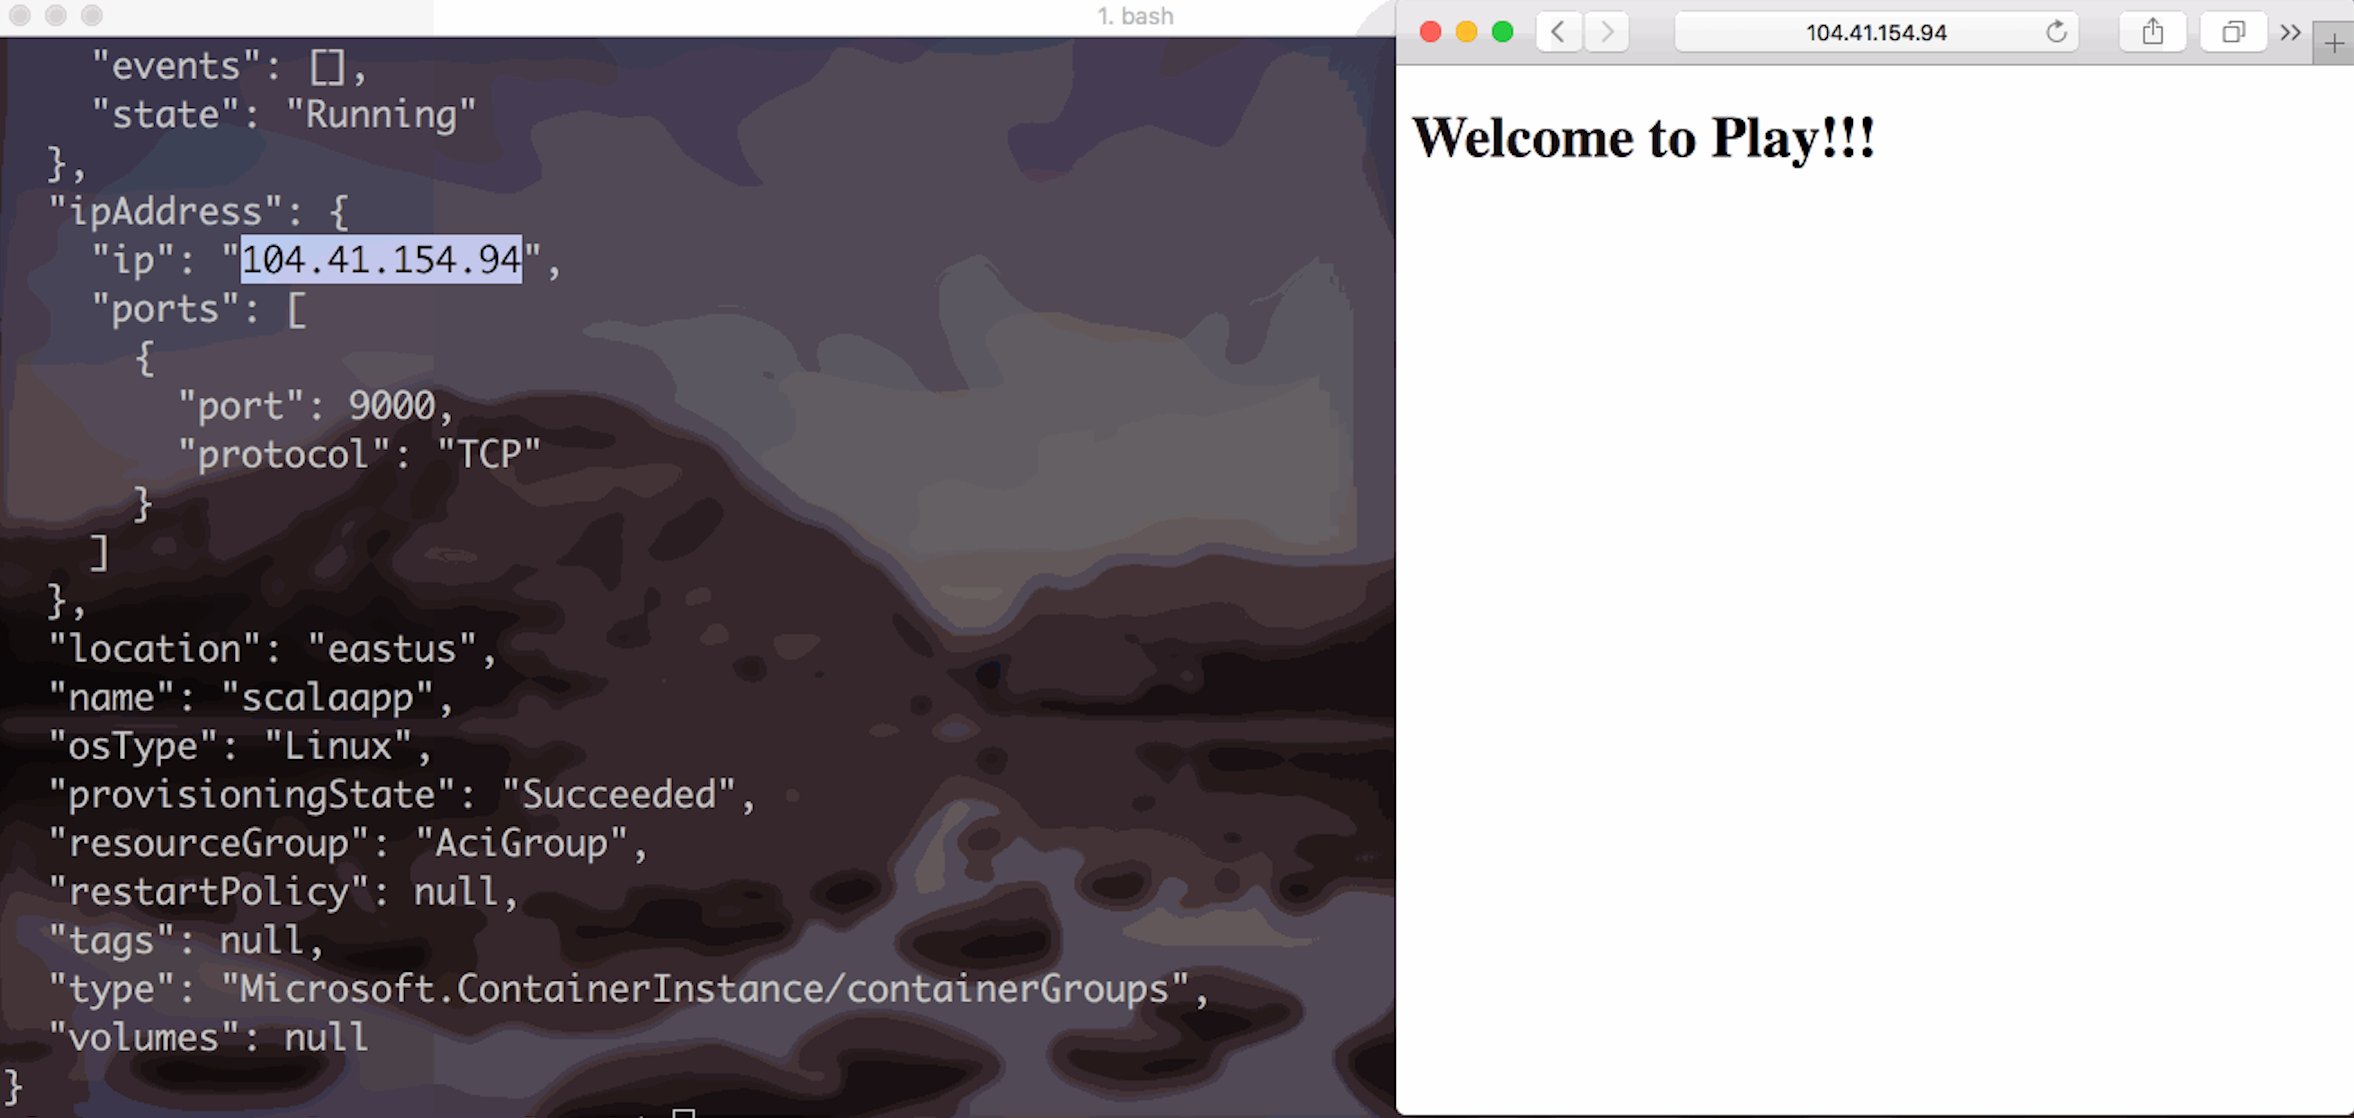 1. bash
"events": [],
"state": "Running"
},
"ipAddress": {
"ip": "104.41.154.94",
"ports": [
{
"port": 9000,
"protocol": "TCP"
}
]
},
"location": "eastus",
"name": "scalaapp",
"osType": "Linux",
"provisioningState": "Succeeded",
"resourceGroup": "AciGroup",
"restartPolicy": null,
"tags": null,
"type": "Microsoft.ContainerInstance/containerGroups",
"volumes": null
}
104.41.154.94
Welcome to Play!!!